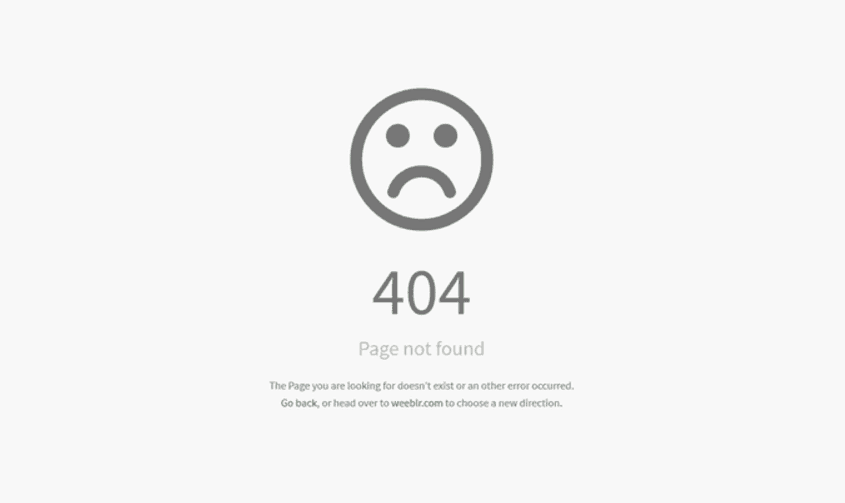 404
Page not found
The Page you are looking for doesn't exist or an other error occurred.
Go back, or head over to weeblr.com to choose a new direction.